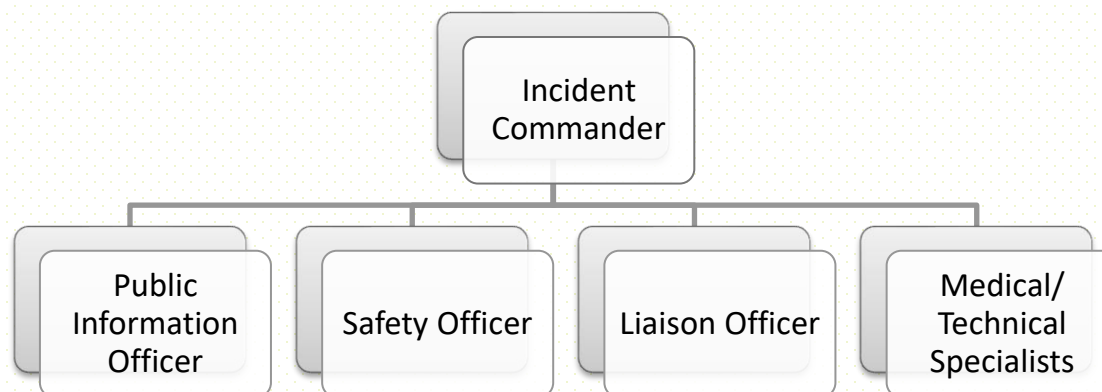 Incident
Commander
Public
Information
Officer
Safety Officer
Liaison Officer
Medical/
Technical
Specialists